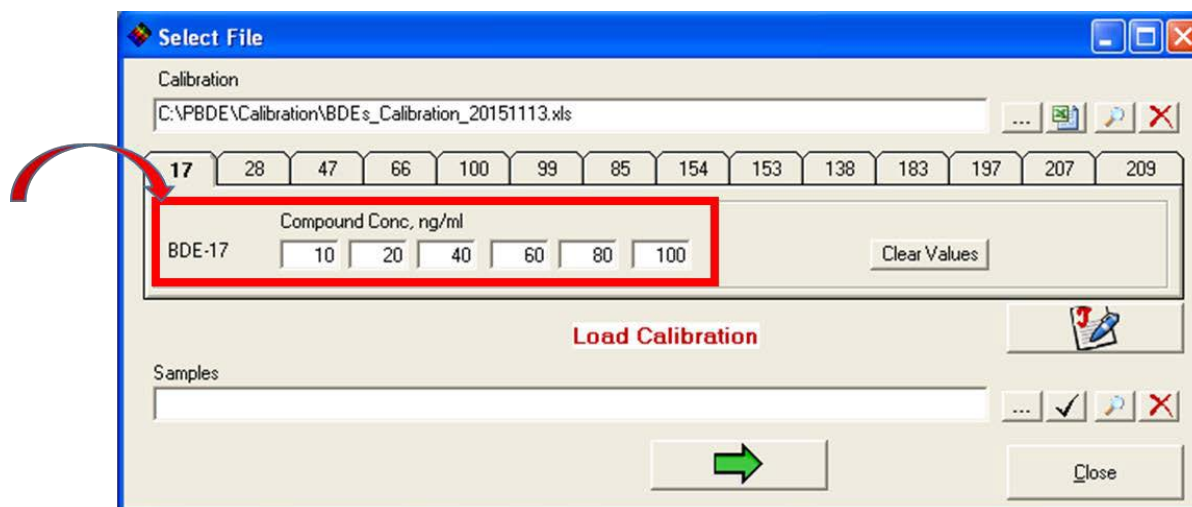 Select File
Calibration
C:\PBDE\Calibration\BDEs_Calibration_20151113.xls
...
17 28 47 66 100 99 85 154 153 138 183 197 207 209
Compound Conc, ng/ml
BDE-17 10 20 40 60 80 100 Clear Values
Load Calibration
Samples
...
Close